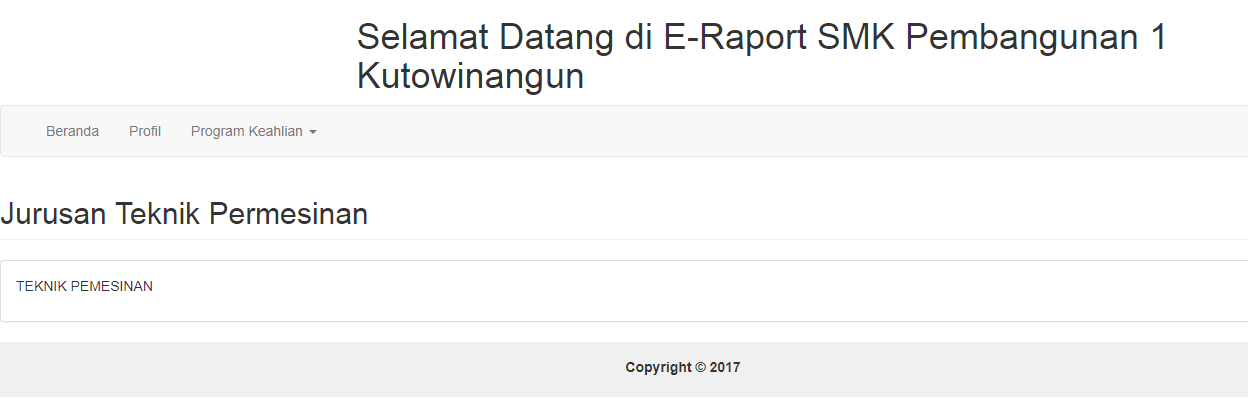 Selamat Datang di E-Raport SMK Pembangunan 1
Kutowinangun
Beranda Profil Program Keahlian
Jurusan Teknik Permesinan
TEKNIK PEMESINAN
Copyright © 2017